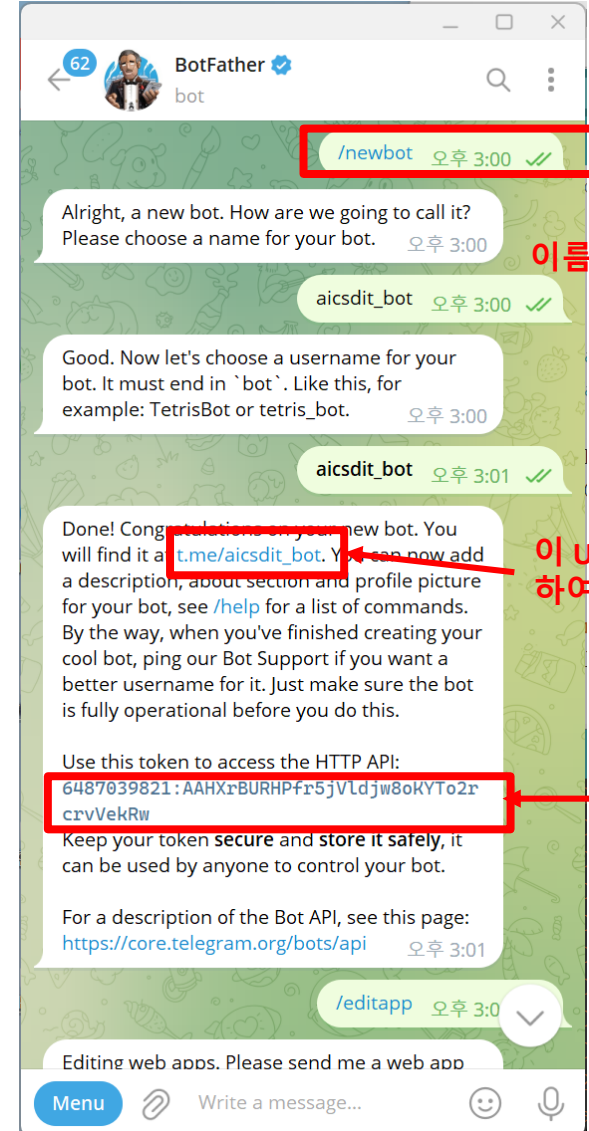 62
BotFather
bot
/newbot 오후 3:00
Alright, a new bot. How are we going to call it?
Please choose a name for your bot. 오후 3:00
이름
aicsdit_bot 오후 3:00
Good. Now let's choose a username for your
bot. It must end in `bot`. Like this, for
example: TetrisBot or tetris_bot. 오후 3:00
aicsdit_bot 오후 3:01
Done! Congratulations on your new bot. You
will find it at t.me/aicsdit_bot. You can now add
a description, about section and profile picture
for your bot, see /help for a list of commands.
By the way, when you've finished creating your
cool bot, ping our Bot Support if you want a
better username for it. Just make sure the bot
is fully operational before you do this.
이 U
하여
Use this token to access the HTTP API:
6487039821:AAHXrBURHPfr5jVldjw8oKYTo2r
crvVekRw
Keep your token secure and store it safely, it
can be used by anyone to control your bot.
For a description of the Bot API, see this page:
https://core.telegram.org/bots/api 오후 3:01
/editapp 오후 3:0
Editing web apps. Please send me a web app
Menu
Write a message...